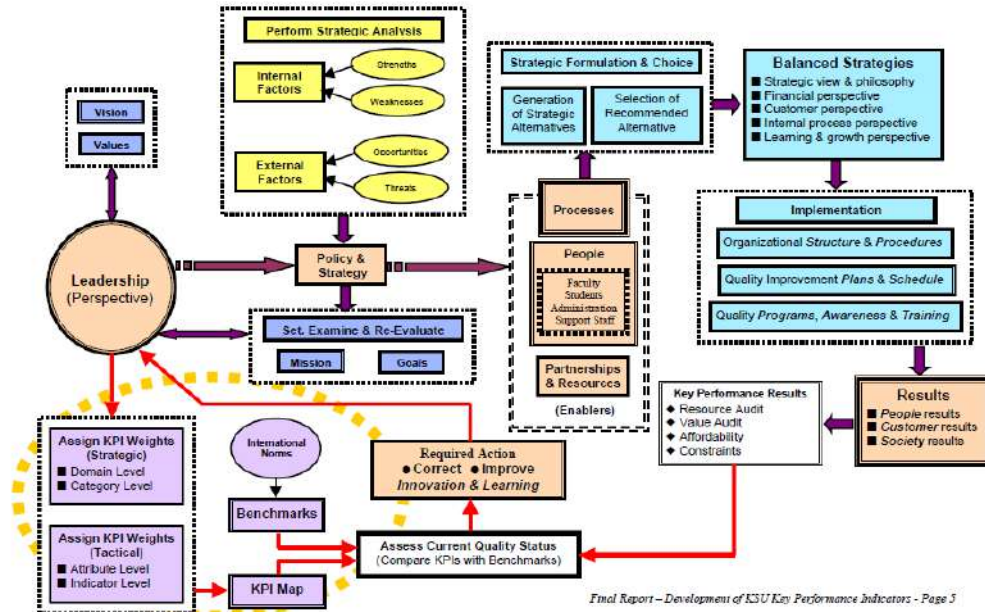 Perform Strategic Analysis
Internal
Factors
Strengths
Weaknesses
External
Factors
Opportunities
Threats
Vision
Values
Leadership
(Perspective)
Policy &
Strategy
Set, Examine & Re-Evaluate
Mission
Goals
Strategic Formulation & Choice
Generation
of Strategic
Alternatives
Selection of
Recommended
Alternative
Processes
People
Faculty
Students
Administration
Support Staff
Partnerships
& Resources
(Enablers)
Balanced Strategies
■ Strategic view & philosophy
■ Financial perspective
■ Customer perspective
■ Internal process perspective
■ Learning & growth perspective
Implementation
Organizational Structure & Procedures
Quality Improvement Plans & Schedule
Quality Programs, Awareness & Training
Results
■ People results
■ Customer results
■ Society results
Key Performance Results
◆ Resource Audit
◆ Value Audit
◆ Affordability
◆ Constraints
Assign KPI Weights
(Strategic)
■ Domain Level
■ Category Level
Assign KPI Weights
(Tactical)
■ Attribute Level
■ Indicator Level
International
Norms
Benchmarks
KPI Map
Required Action
● Correct ● Improve
Innovation & Learning
Assess Current Quality Status
(Compare KPIs with Benchmarks)
Final Report – Development of KSU Key Performance Indicators - Page 5